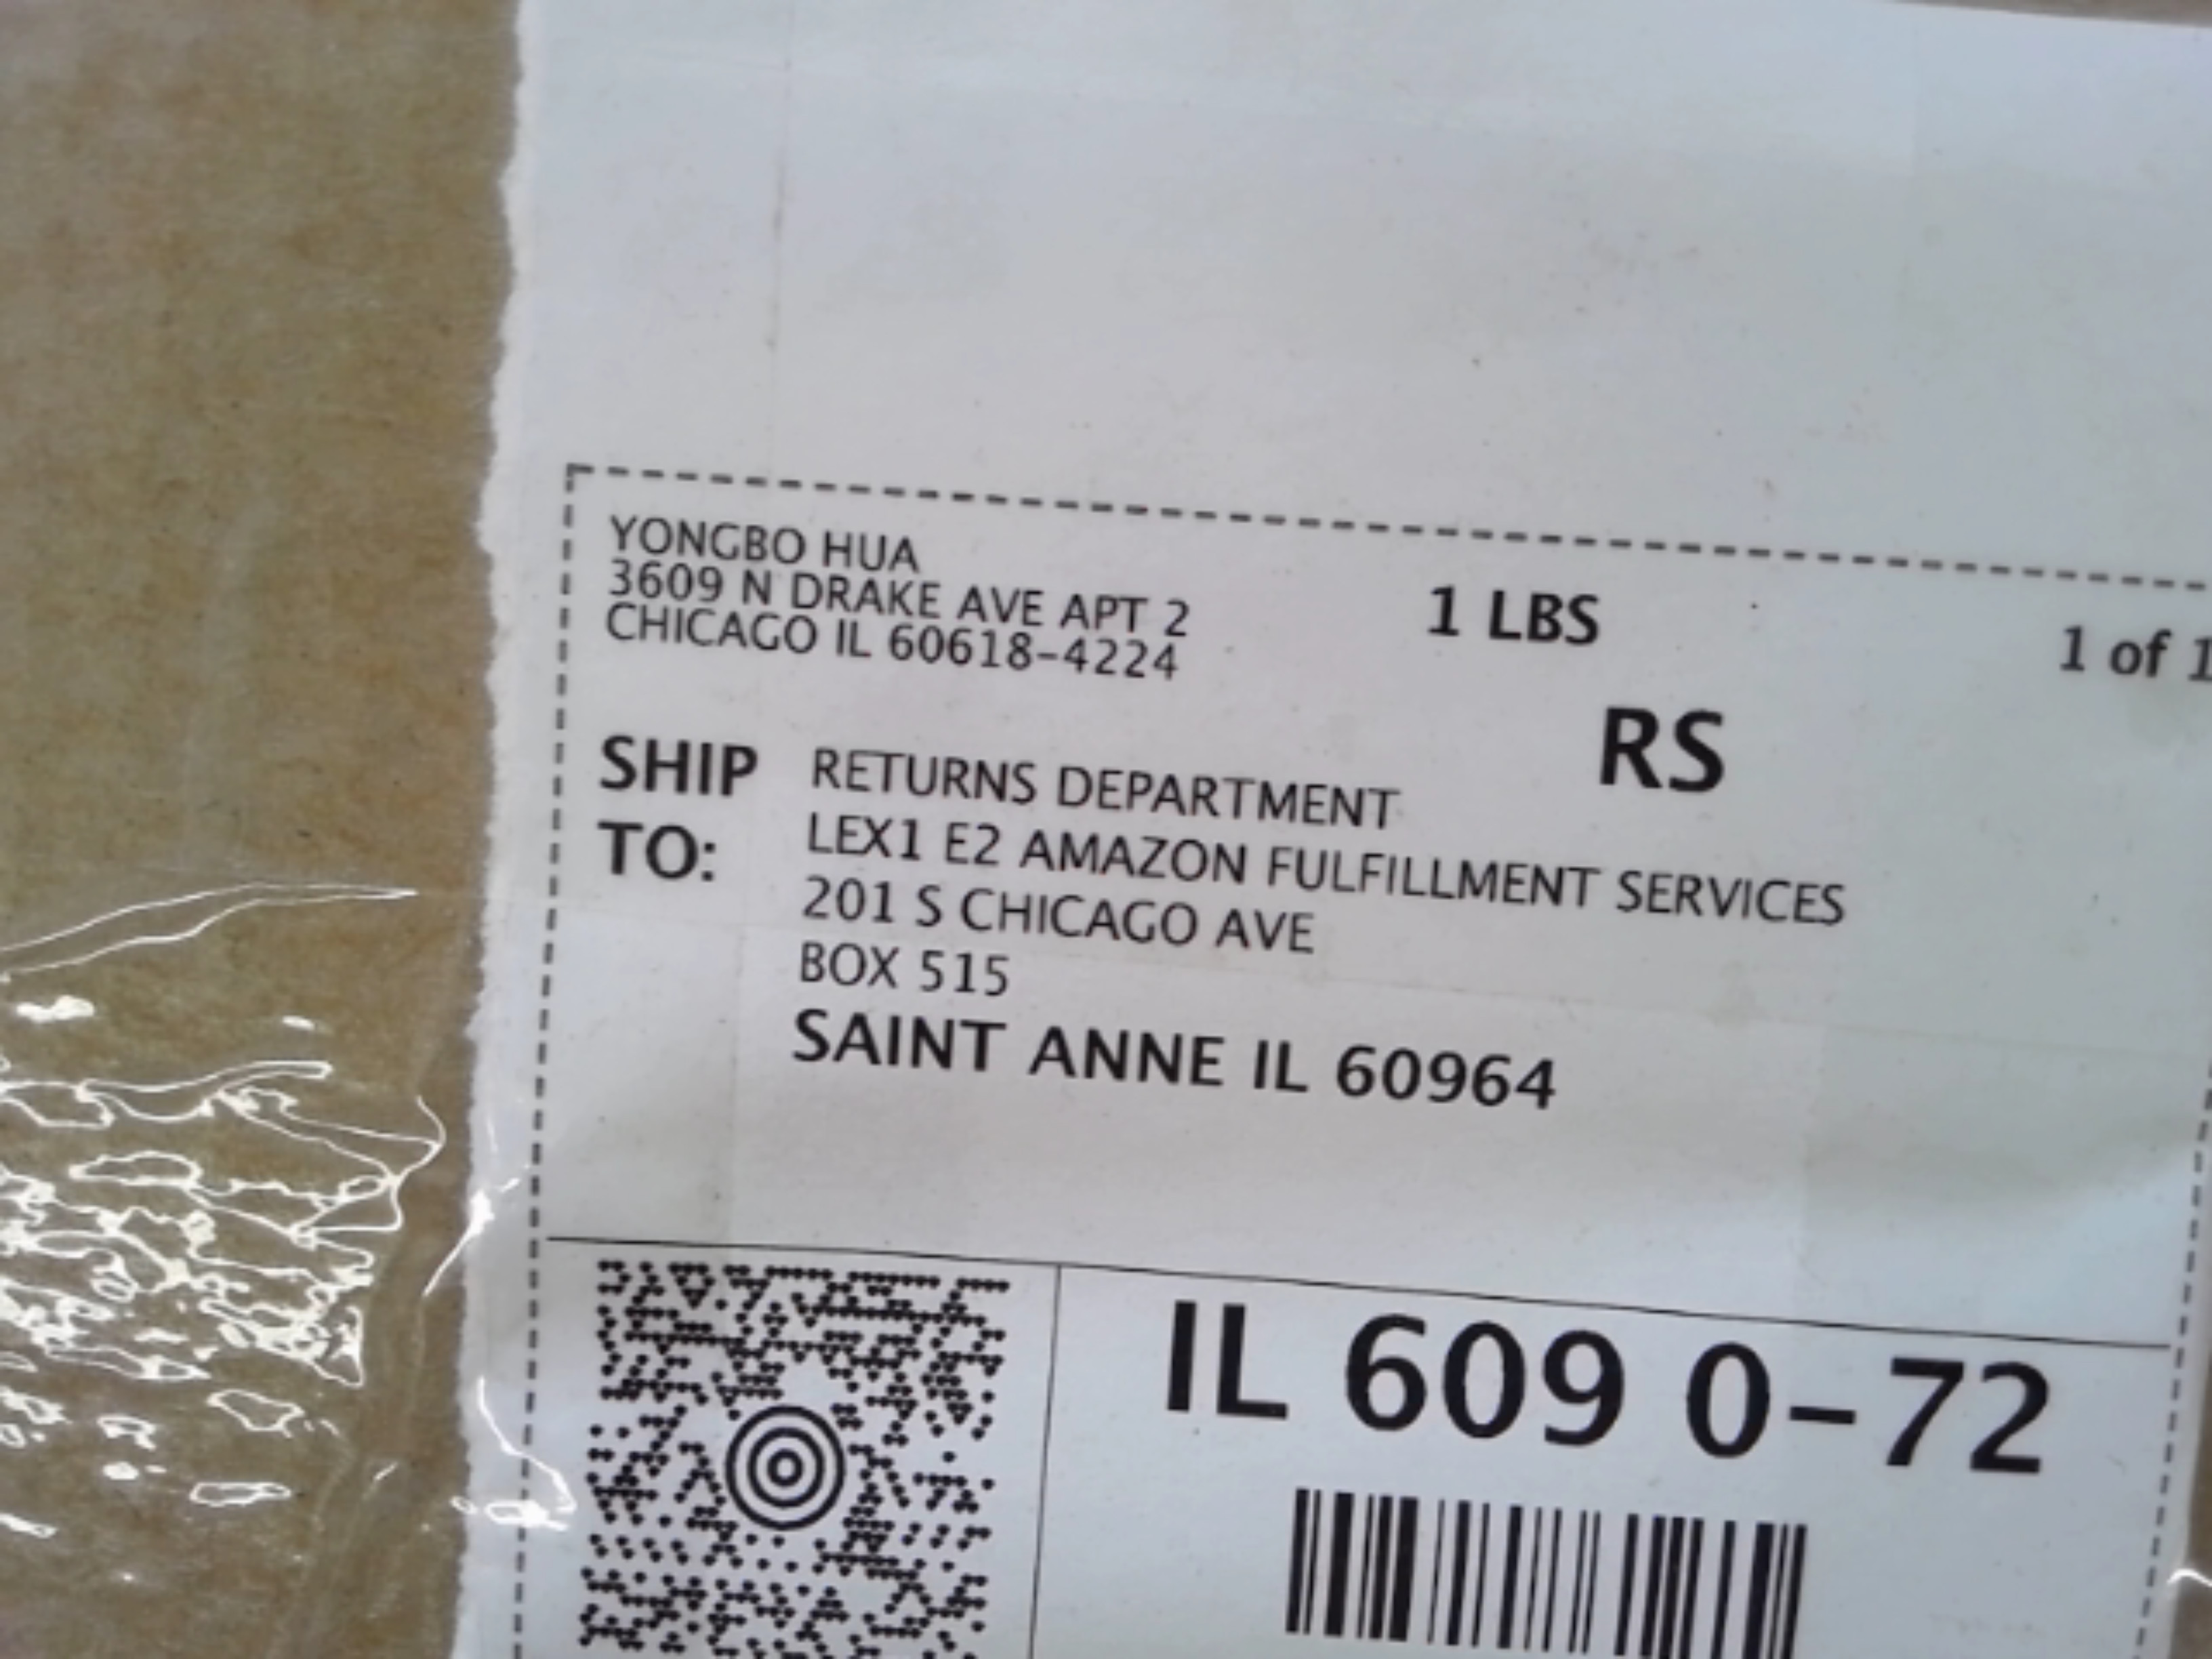 YONGBO HUA
3609 N DRAKE AVE APT 2
CHICAGO IL 60618-4224
1 LBS
1 of 1
RS
SHIP TO:
RETURNS DEPARTMENT
LEX1 E2 AMAZON FULFILLMENT SERVICES
201 S CHICAGO AVE
BOX 515
SAINT ANNE IL 60964
IL 609 0-72